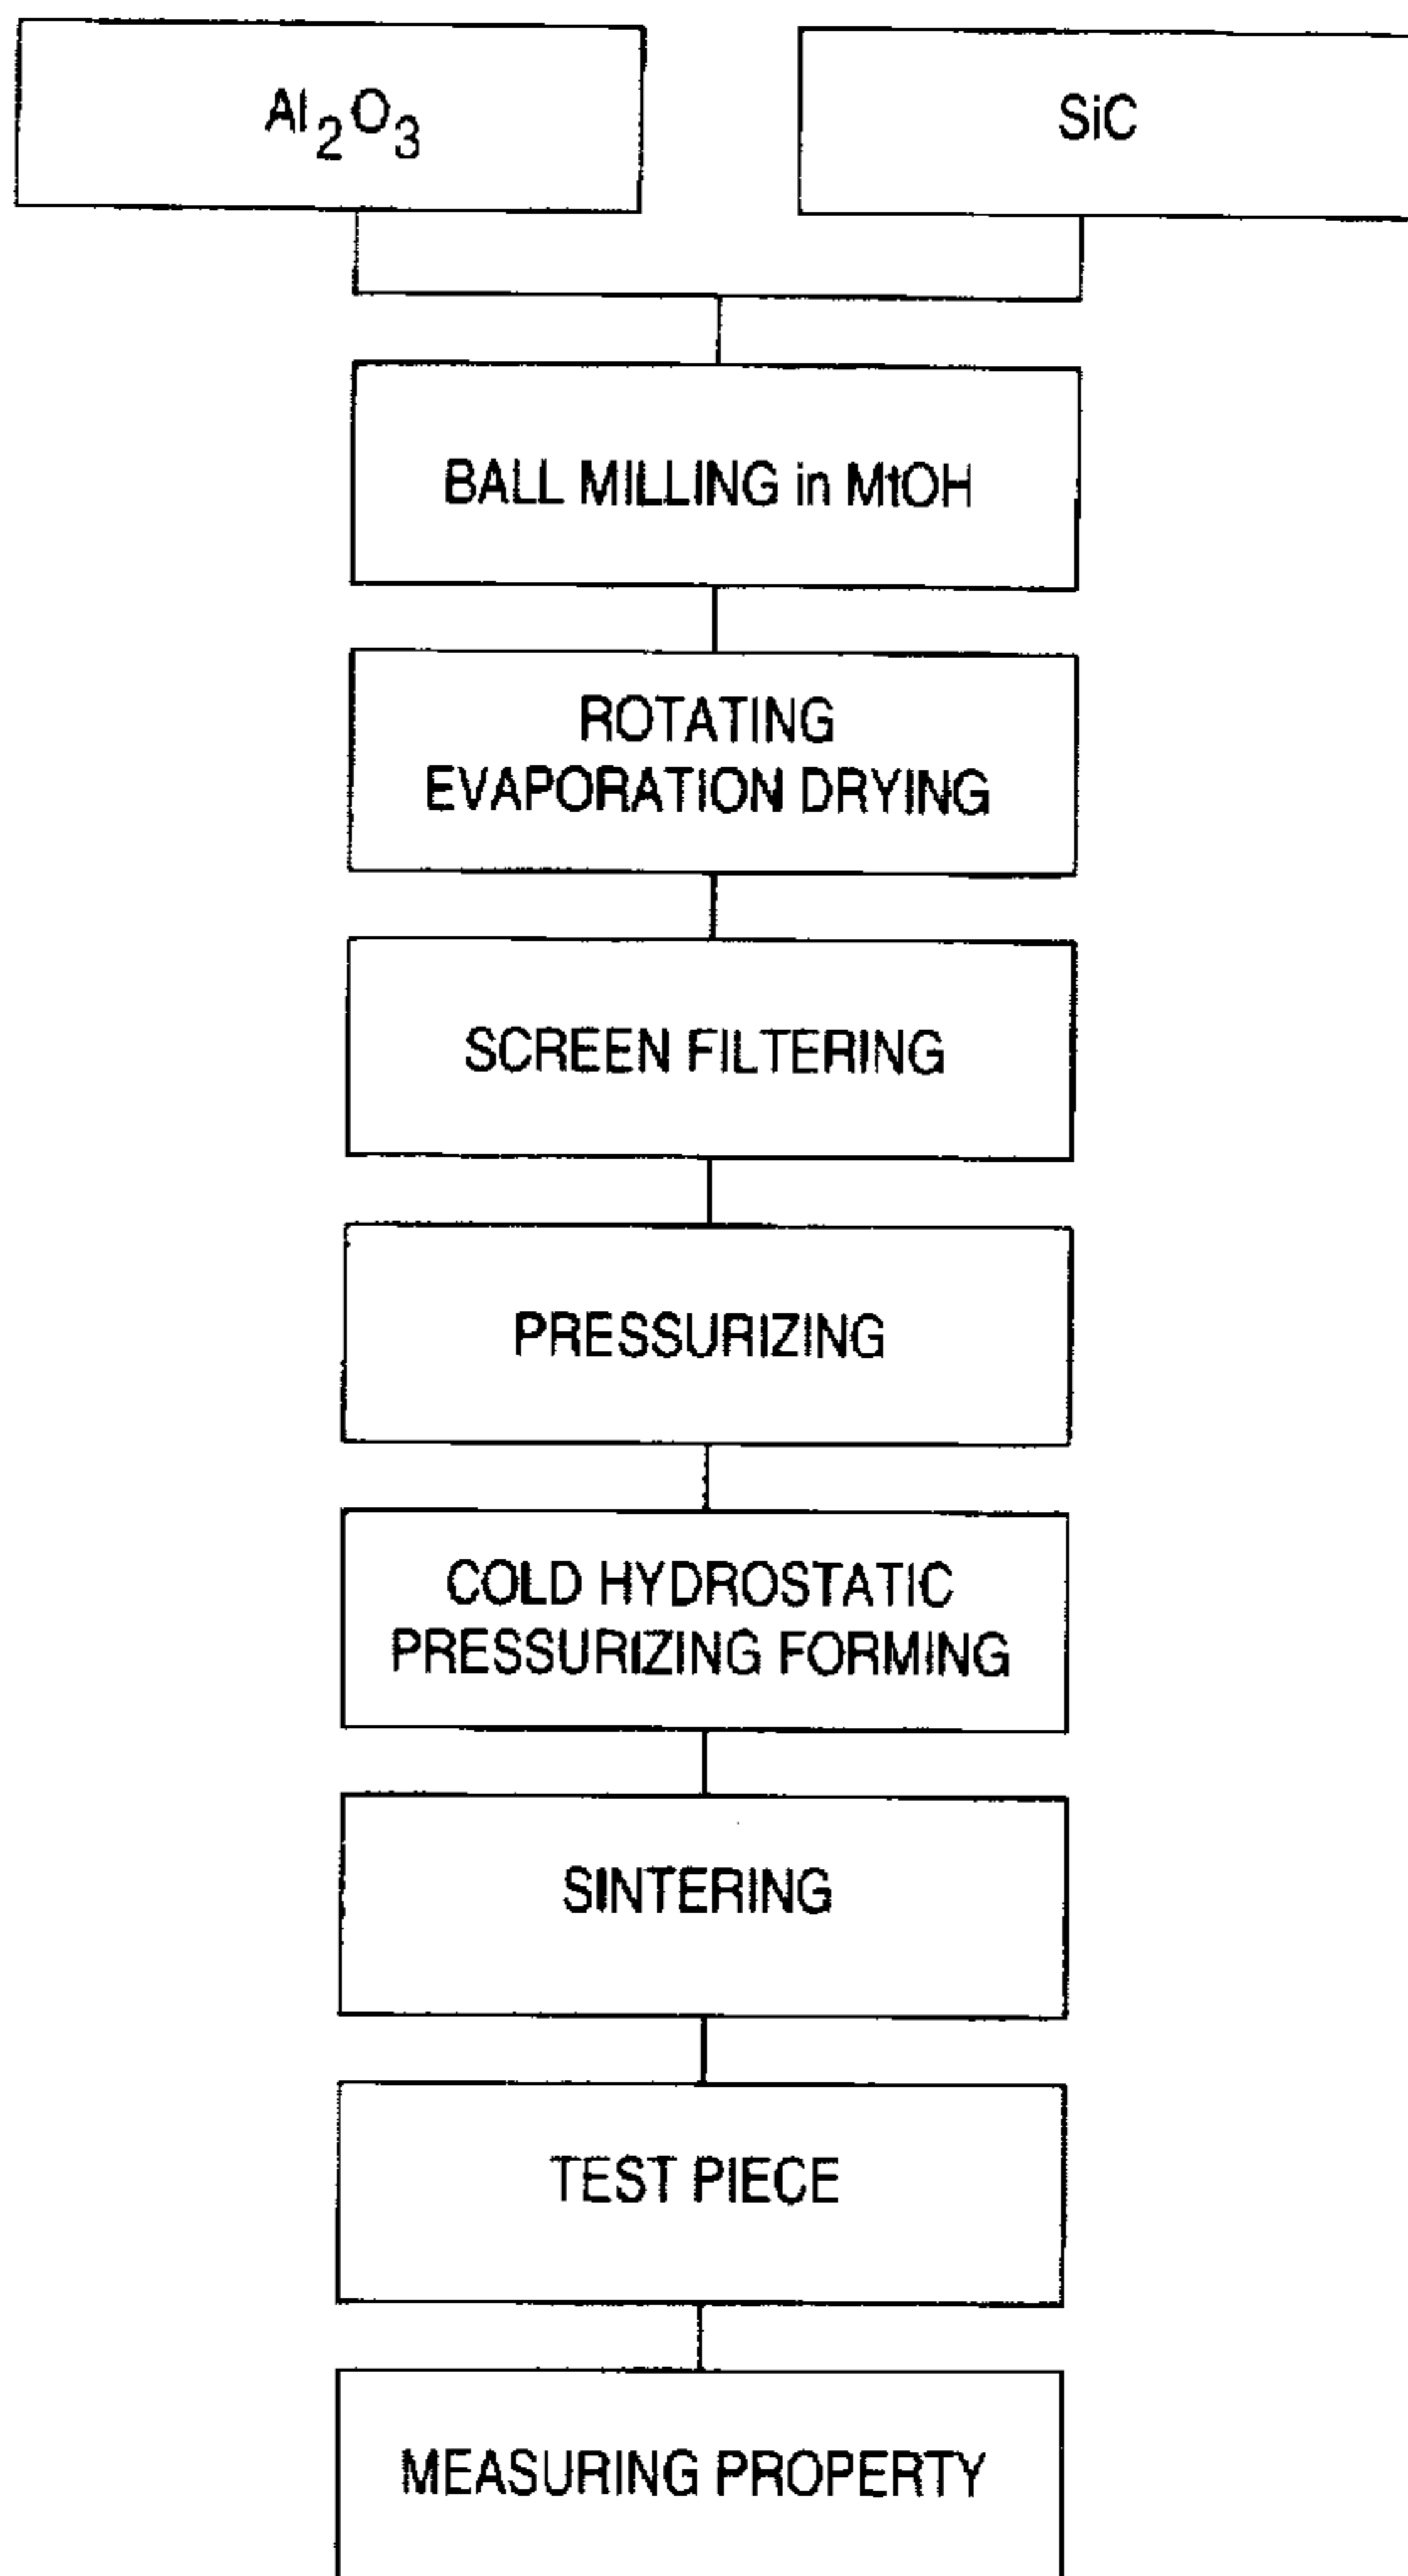 Al2O3
SiC
BALL MILLING in MtOH
ROTATING
EVAPORATION DRYING
SCREEN FILTERING
PRESSURIZING
COLD HYDROSTATIC
PRESSURIZING FORMING
SINTERING
TEST PIECE
MEASURING PROPERTY